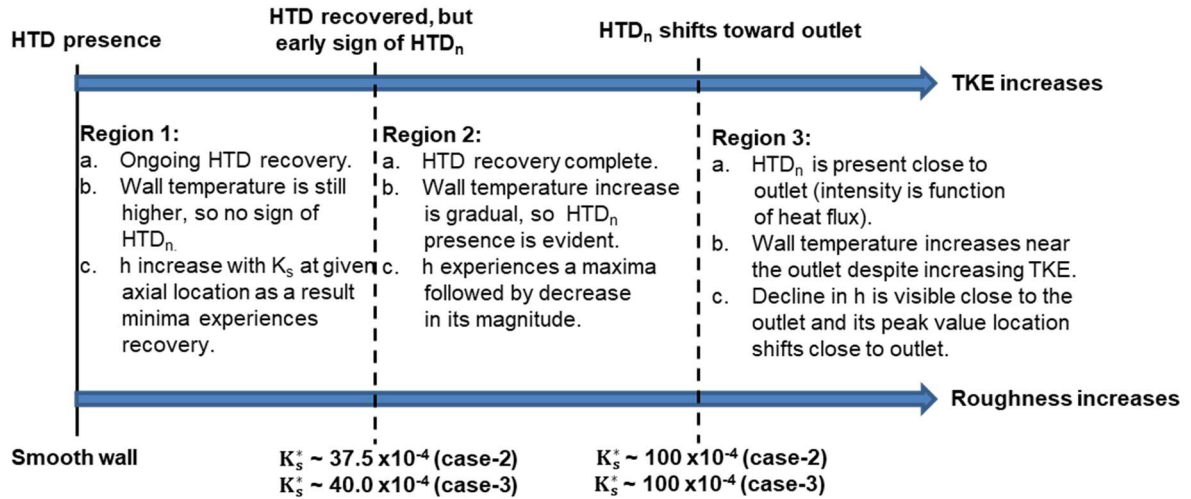 HTD presence
HTD recovered, but
early sign of HTDₙ
HTDₙ shifts toward outlet
TKE increases
Region 1:
a. Ongoing HTD recovery.
b. Wall temperature is still
higher, so no sign of
HTDₙ.
c. h increase with Kₛ at given
axial location as a result
minima experiences
recovery.
Region 2:
a. HTD recovery complete.
b. Wall temperature increase
is gradual, so HTDₙ
presence is evident.
c. h experiences a maxima
followed by decrease
in its magnitude.
Region 3:
a. HTDₙ is present close to
outlet (intensity is function
of heat flux).
b. Wall temperature increases near
the outlet despite increasing TKE.
c. Decline in h is visible close to the
outlet and its peak value location
shifts close to outlet.
Roughness increases
Smooth wall
Kₛ* ~ 37.5 x10⁻⁴ (case-2)
Kₛ* ~ 40.0 x10⁻⁴ (case-3)
Kₛ* ~ 100 x10⁻⁴ (case-2)
Kₛ* ~ 100 x10⁻⁴ (case-3)